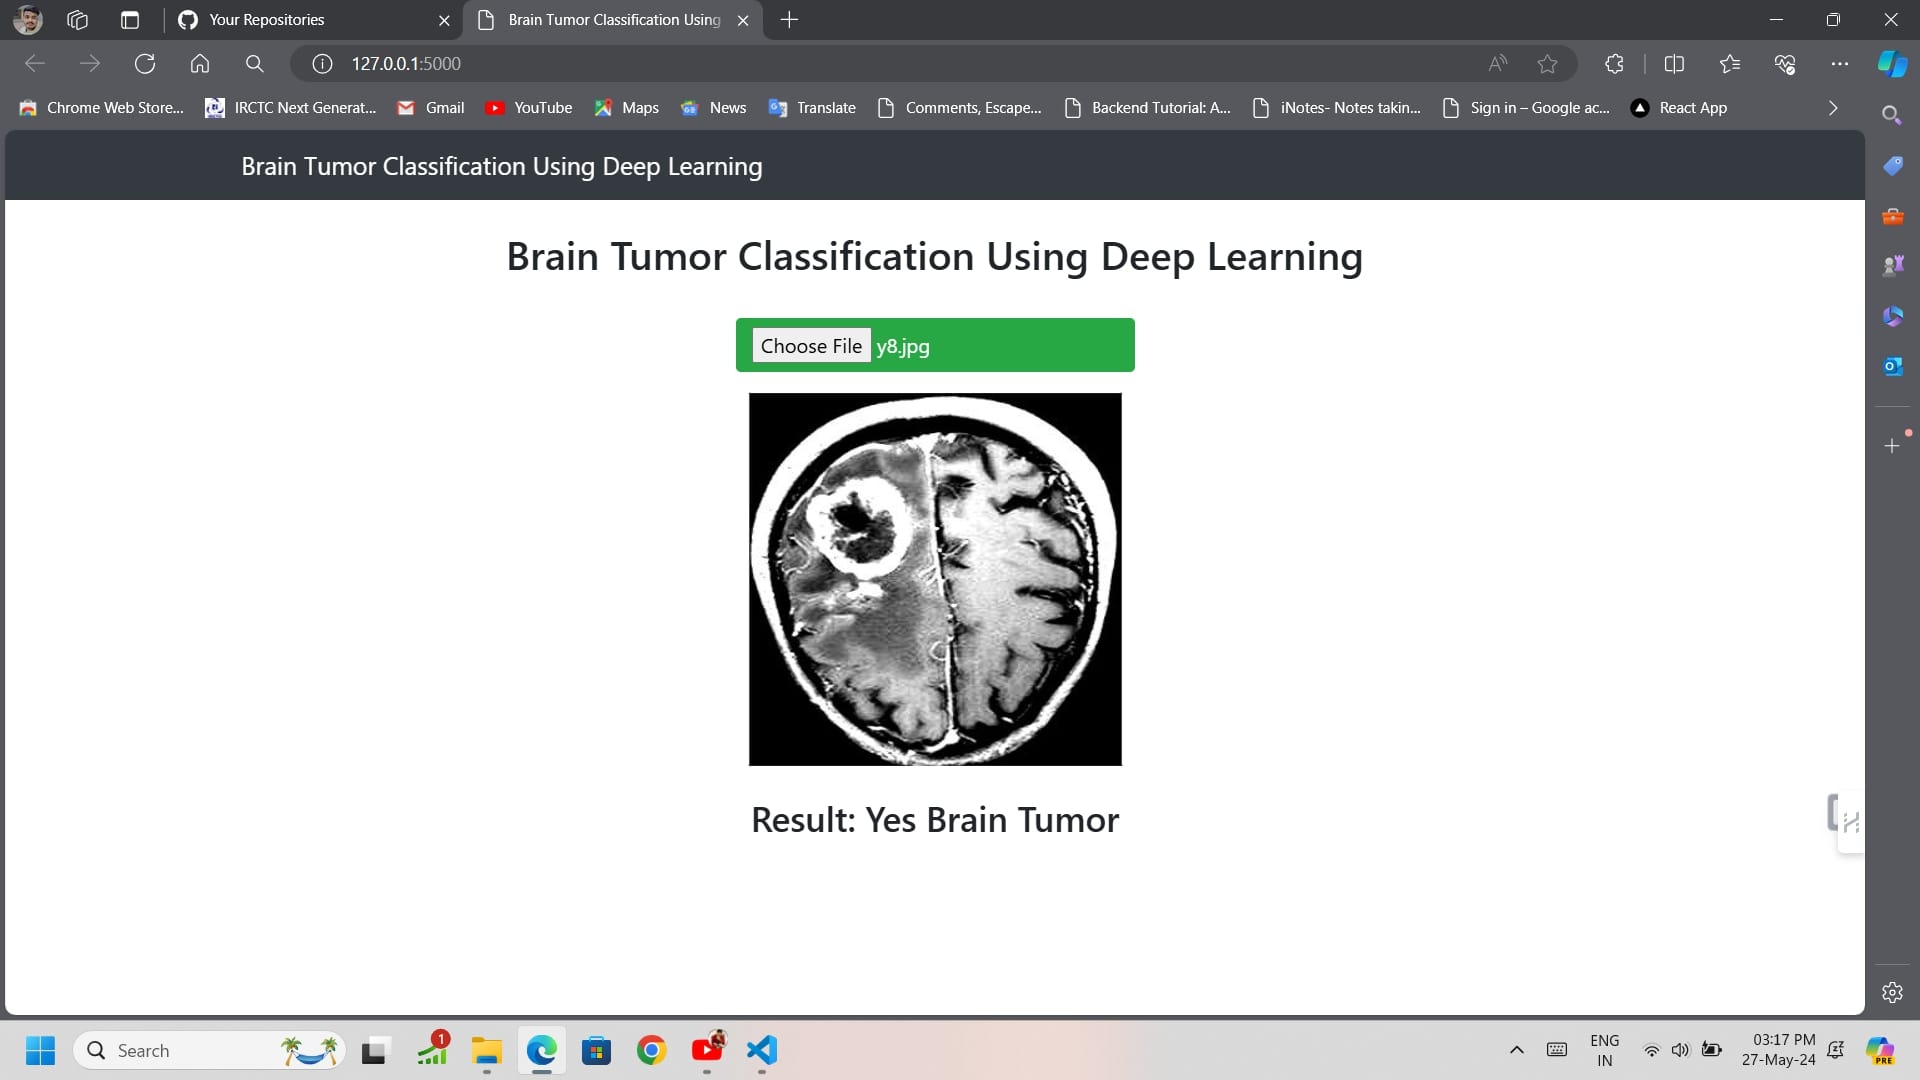 Your Repositories
Brain Tumor Classification Using
127.0.0.1:5000
Chrome Web Store... IRCTC Next Generat... Gmail YouTube Maps News Translate Comments, Escape... Backend Tutorial: A... iNotes- Notes takin... Sign in – Google ac... React App
Brain Tumor Classification Using Deep Learning
Brain Tumor Classification Using Deep Learning
Choose File y8.jpg
Result: Yes Brain Tumor
Search
1
ENG
IN
03:17 PM
27-May-24
PRE